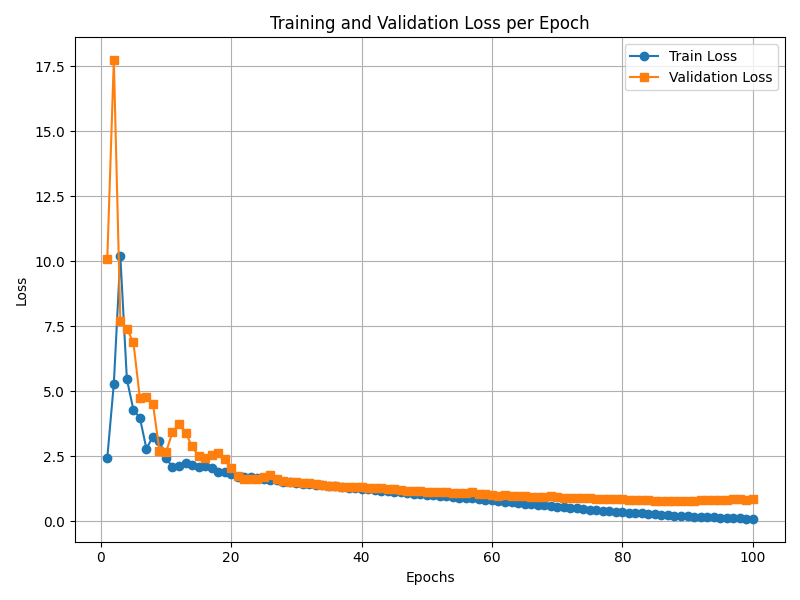 Training and Validation Loss per Epoch
Train Loss
Validation Loss
17.5
15.0
12.5
10.0
7.5
5.0
2.5
0.0
Loss
0 20 40 60 80 100
Epochs